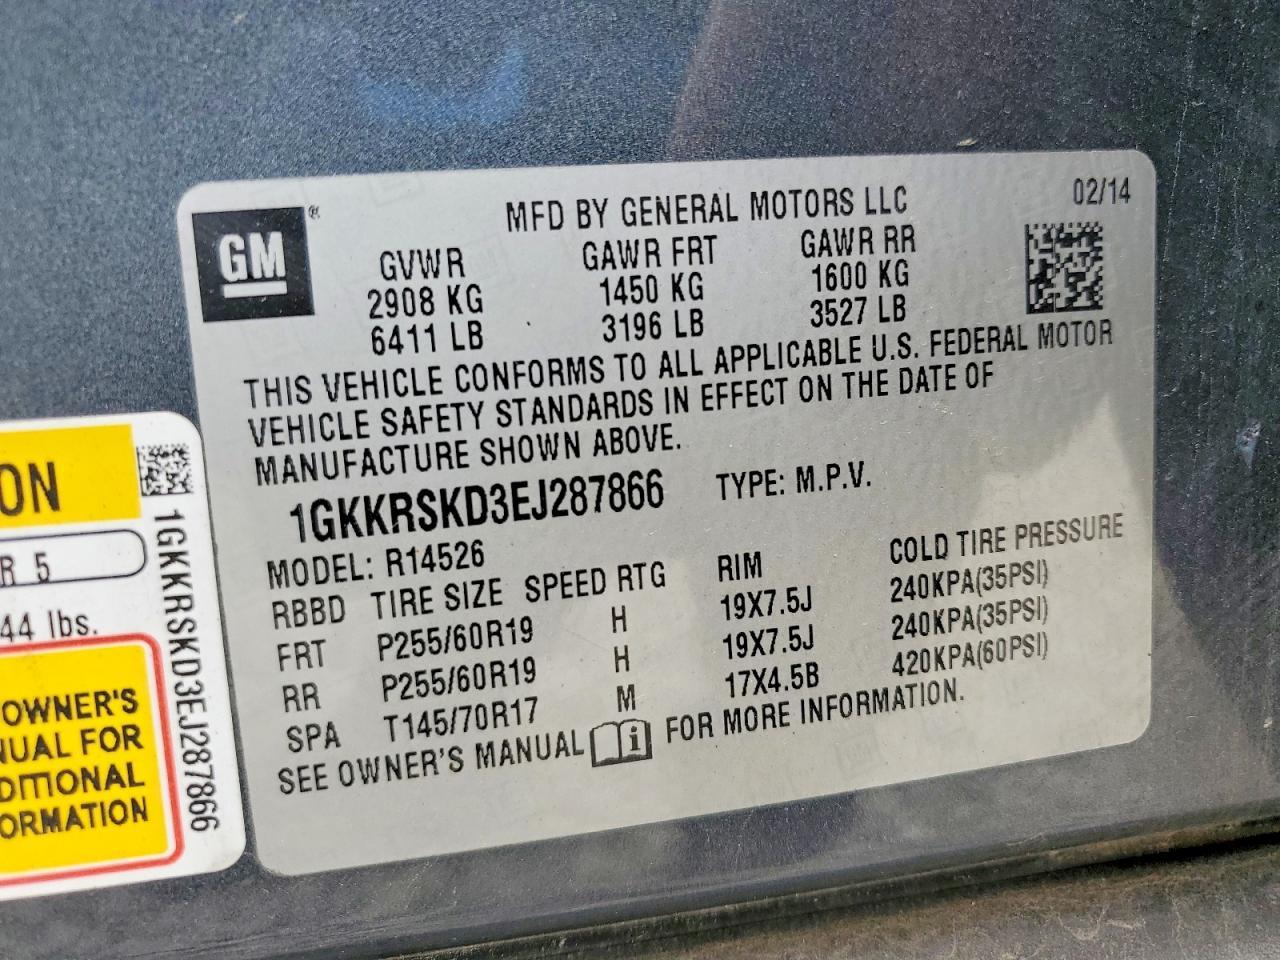 GM®
MFD BY GENERAL MOTORS LLC
02/14
GVWR GAWR FRT GAWR RR
2908 KG 1450 KG 1600 KG
6411 LB 3196 LB 3527 LB
THIS VEHICLE CONFORMS TO ALL APPLICABLE U.S. FEDERAL MOTOR
VEHICLE SAFETY STANDARDS IN EFFECT ON THE DATE OF
MANUFACTURE SHOWN ABOVE.
1GKKRSKD3EJ287866 TYPE: M.P.V.
MODEL: R14526
RBBD TIRE SIZE SPEED RTG RIM COLD TIRE PRESSURE
FRT P255/60R19 H 19X7.5J 240KPA(35PSI)
RR P255/60R19 H 19X7.5J 240KPA(35PSI)
SPA T145/70R17 M 17X4.5B 420KPA(60PSI)
SEE OWNER'S MANUAL i FOR MORE INFORMATION.
ON
R 5
44 lbs.
OWNER'S
NUAL FOR
DITIONAL
ORMATION
1GKKRSKD3EJ287866